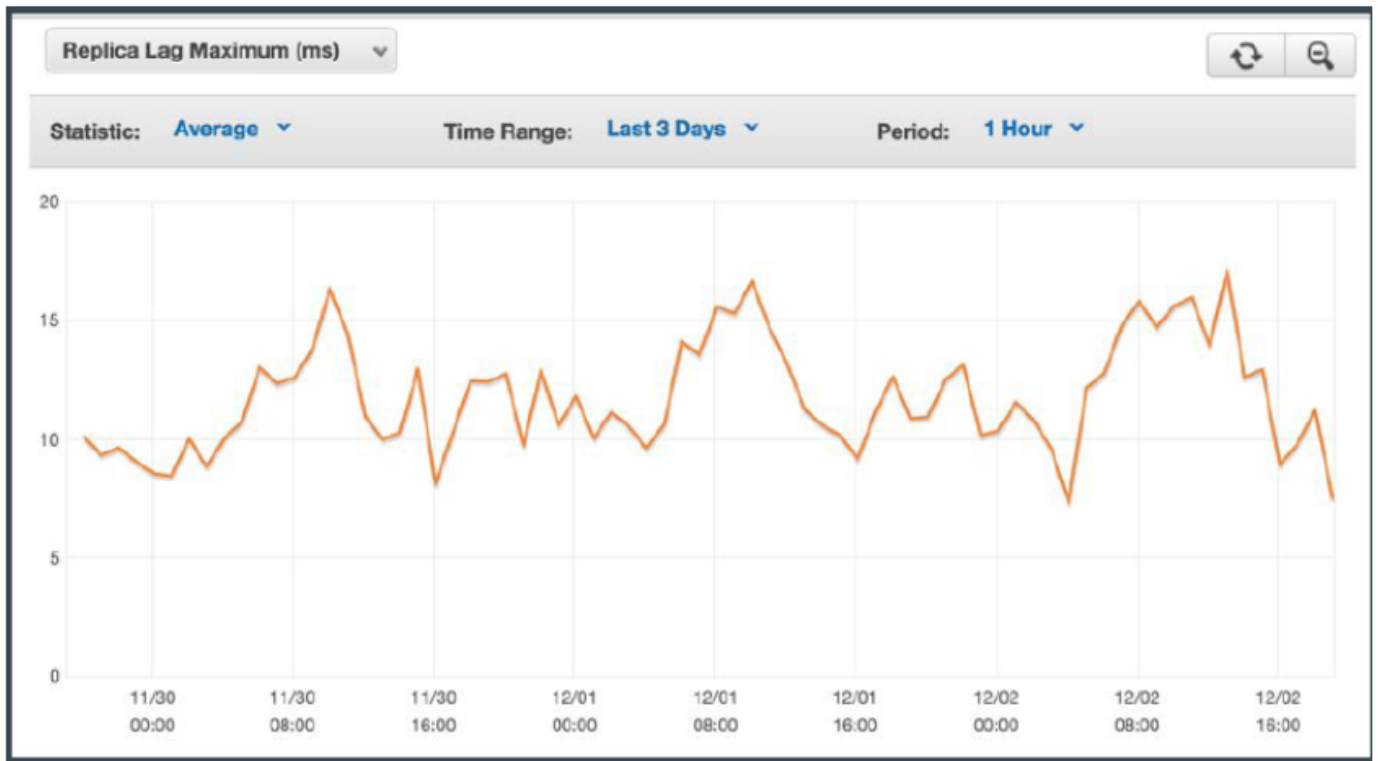 Replica Lag Maximum (ms)
Statistic: Average Time Range: Last 3 Days Period: 1 Hour
20
15
10
5
0
11/30 11/30 11/30 12/01 12/01 12/01 12/02 12/02 12/02
00:00 08:00 16:00 00:00 08:00 16:00 00:00 08:00 16:00